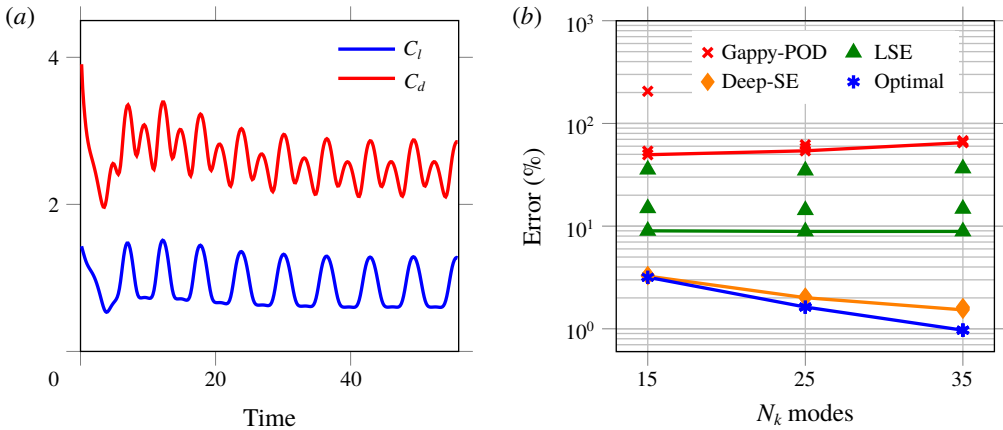 (a)
C_l
C_d
4
2
0
0
20
40
Time
(b)
Gappy-POD
LSE
Deep-SE
Optimal
10^3
10^2
10^1
10^0
Error (%)
15
25
35
N_k modes